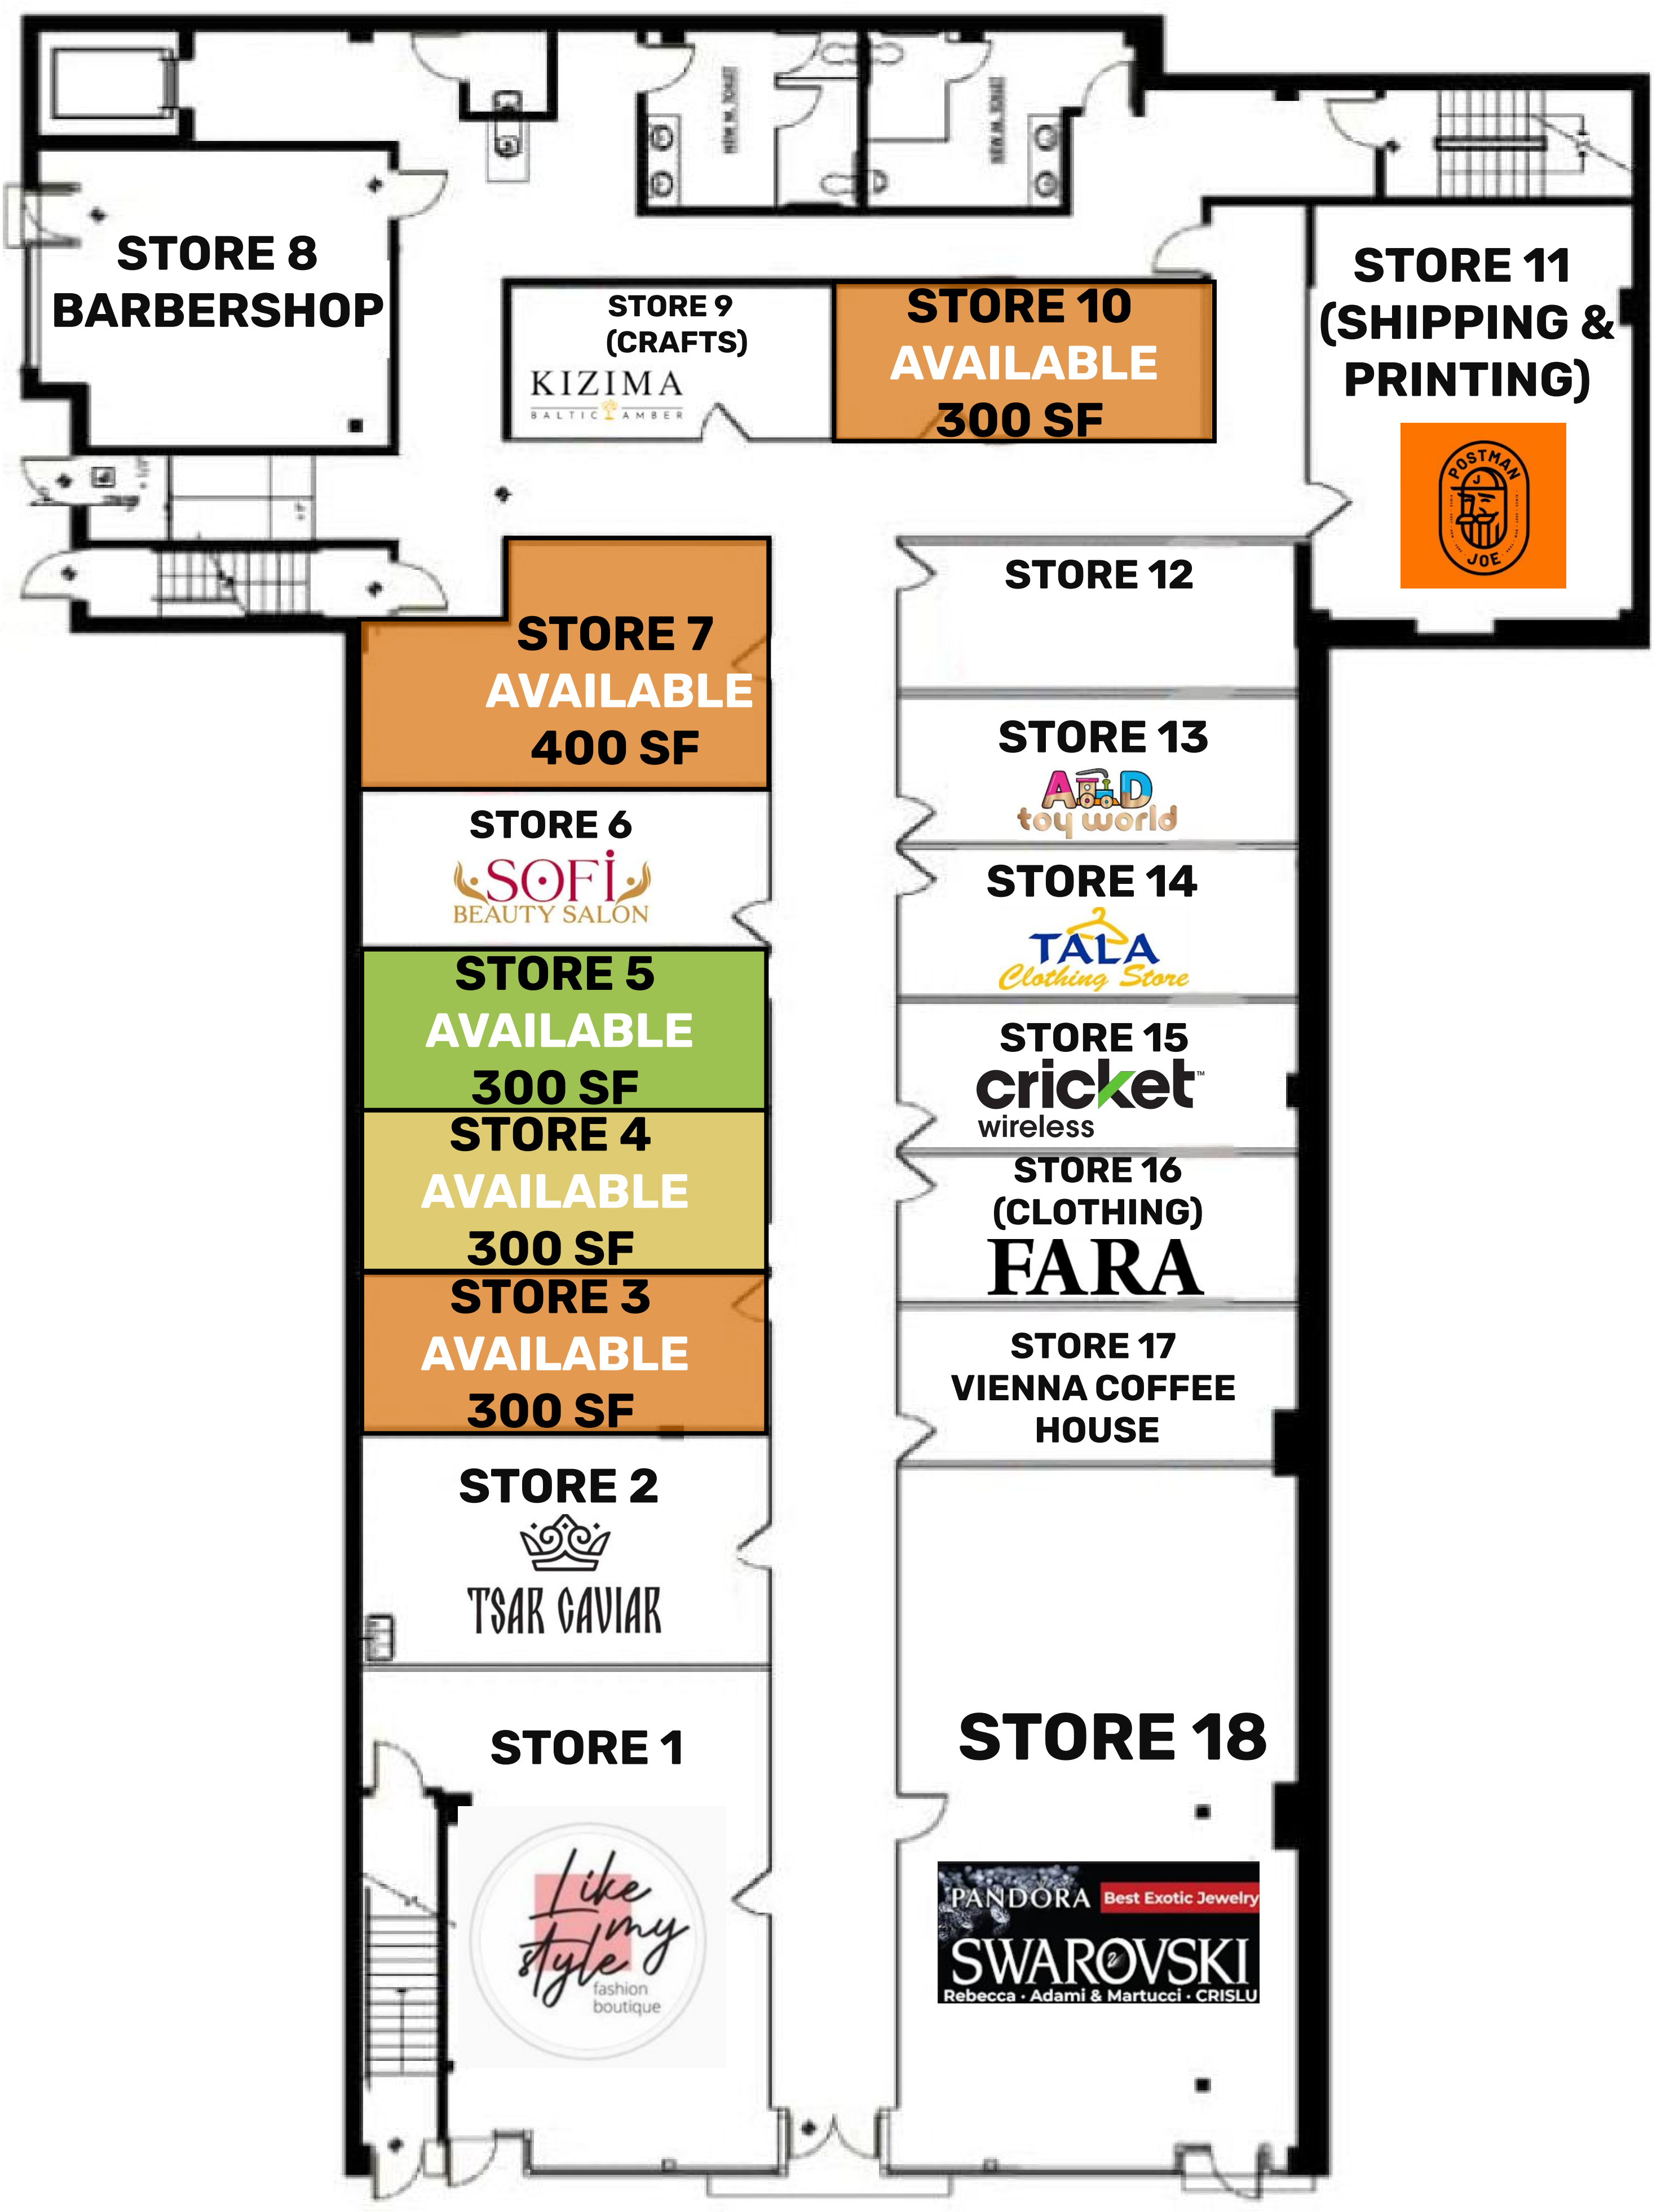 STORE 8
BARBERSHOP
STORE 9
(CRAFTS)
KIZIMA
BALTIC AMBER
STORE 10
AVAILABLE
300 SF
STORE 11
(SHIPPING &
PRINTING)
POSTMAN
J
JOE
STORE 7
AVAILABLE
400 SF
STORE 12
STORE 6
SOFİ
BEAUTY SALON
STORE 13
A D
toy world
STORE 5
AVAILABLE
300 SF
STORE 14
TALA
Clothing Store
STORE 4
AVAILABLE
300 SF
STORE 15
cricket™
wireless
STORE 3
AVAILABLE
300 SF
STORE 16
(CLOTHING)
FARA
STORE 2
TSAR CAVIAR
STORE 17
VIENNA COFFEE
HOUSE
STORE 1
Like
my
style
fashion
boutique
STORE 18
PANDORA Best Exotic Jewelry
SWAROVSKI
Rebecca · Adami & Martucci · CRISLU